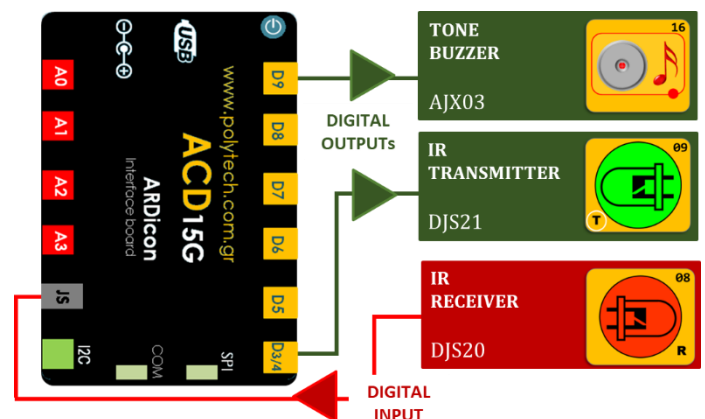 USB
A0
A1
A2
A3
JS
I2C
www.polytech.com.gr
ACD15G
ARDicon
Interface board
COM
SPI
D9
D8
D7
D6
D5
D3/4
DIGITAL
OUTPUTs
TONE
BUZZER
AJX03
16
IR
TRANSMITTER
DJS21
09
T
IR
RECEIVER
DJS20
08
R
DIGITAL
INPUT